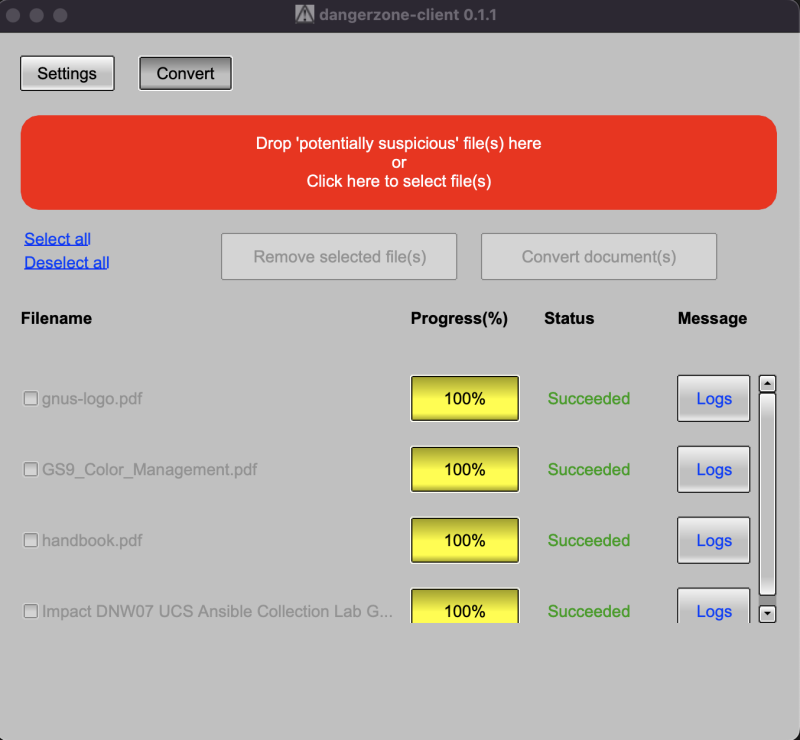 dangerzone-client 0.1.1
Settings
Convert
Drop 'potentially suspicious' file(s) here
or
Click here to select file(s)
Select all
Deselect all
Remove selected file(s)
Convert document(s)
Filename Progress(%) Status Message
gnus-logo.pdf 100% Succeeded Logs
GS9_Color_Management.pdf 100% Succeeded Logs
handbook.pdf 100% Succeeded Logs
Impact DNW07 UCS Ansible Collection Lab G... 100% Succeeded Logs